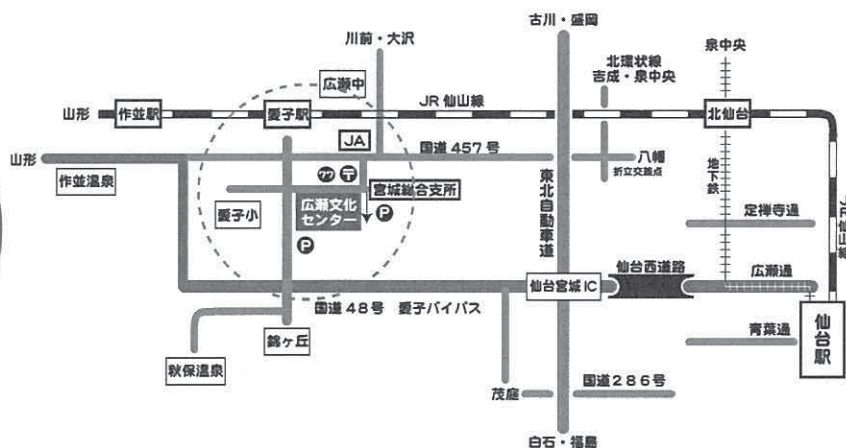 古川・盛岡
川前・大沢
北環状線
吉成・泉中央
泉中央
広瀬中
JR 仙山線
山形
作並駅
愛子駅
北仙台
JA
国道 457 号
山形
八幡
折立交差点
作並温泉
77
〒
宮城総合支所
東北自動車道
地下鉄
愛子小
広瀬文化
センター
P
P
定禅寺通
仙台西道路
広瀬通
仙台宮城 IC
国道 48号 愛子バイパス
仙台駅
錦ヶ丘
青葉通
秋保温泉
茂庭
国道286号
白石・福島